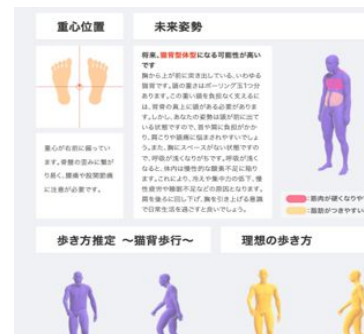 重心位置
未来姿勢
将来、猫背整体型になる可能性が高い
です
胸から上が前に突き出している、いわゆる
猫背です。頭の重さはボーリング玉1つ分
あります。この重い頭を負担なく支えるに
は、背骨の真上に頭がある必要がありま
す。しかし、あなたの姿勢は頭が前に出て
いる状態ですので、首や肩に負担がかか
り、肩こりや頭痛に悩まされやすいでしょ
う。また、胸にスペースがない状態ですの
で、呼吸が浅くなりがちです。呼吸が浅く
なると、体内は慢性的な酸素不足に陥り
ます。これにより、冷えや集中力の低下、慢
性疲労や睡眠不足などの原因となります。
肩を後ろに回し下げ、胸を引き上げる意識
で日常生活を過ごすと良いでしょう。
重心が右前に偏ってい
ます。骨盤の歪みに繋が
り易く、腰痛や股関節痛
に注意が必要です。
:筋肉が硬くなりや
:脂肪がつきやすい
歩き方推定 ～猫背歩行～
理想の歩き方